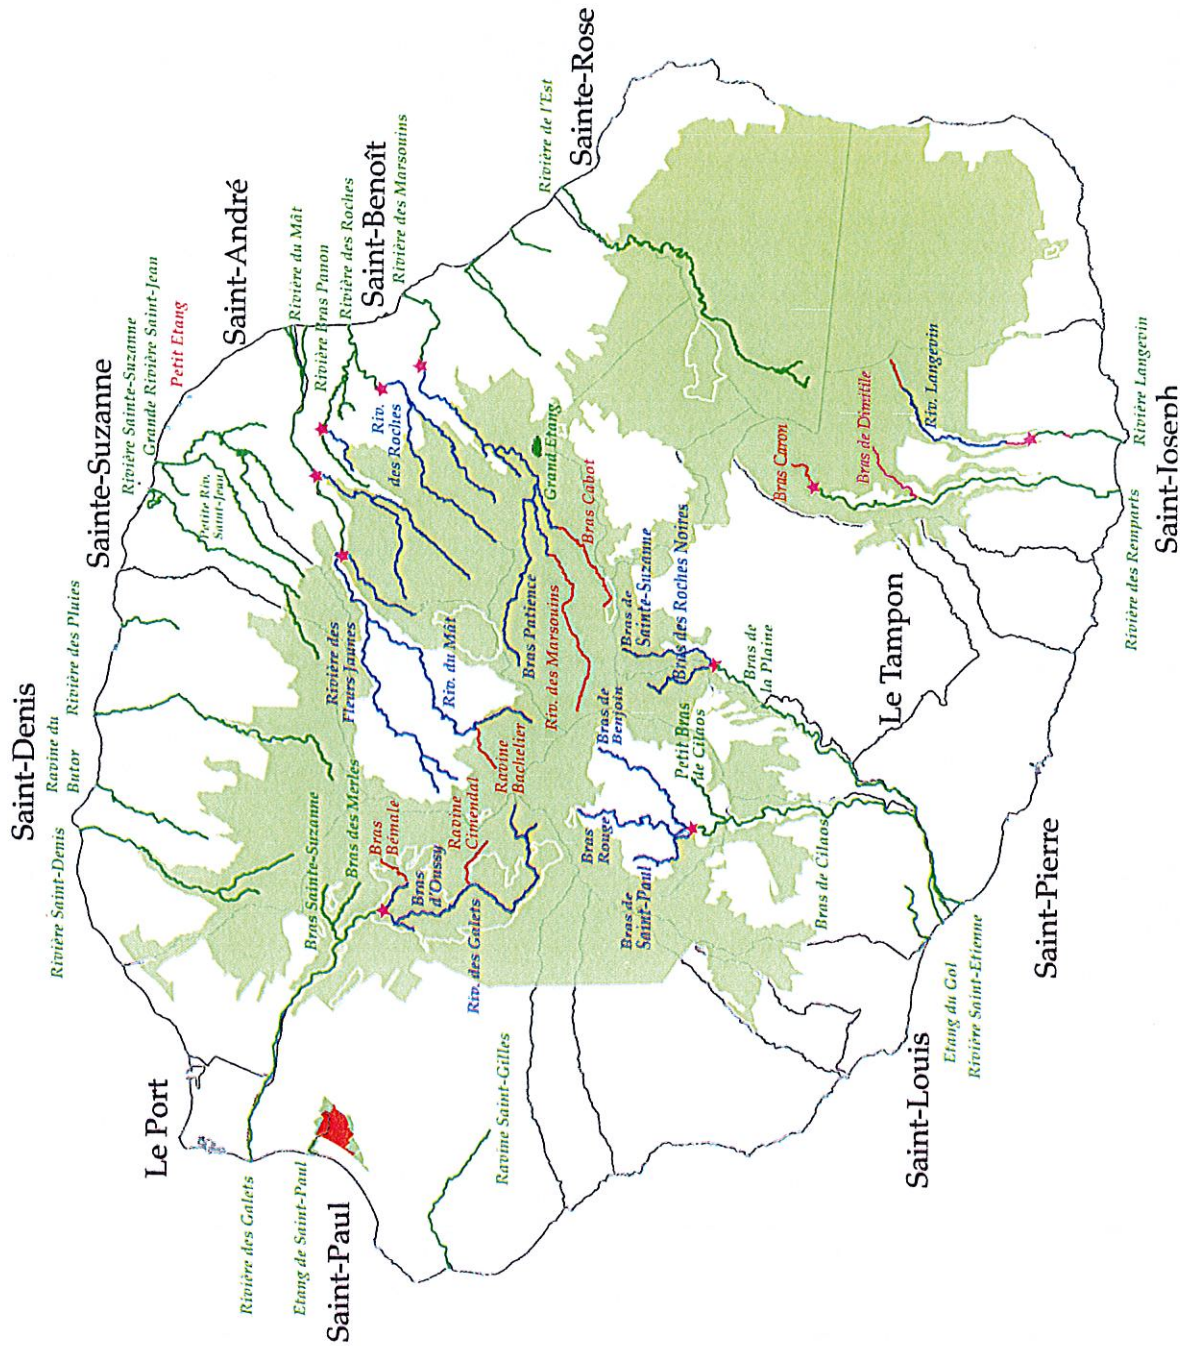 Saint-Denis
Rivière Saint-Denis
Ravine du
Butor
Rivière des Pluies
Sainte-Suzanne
Rivière Sainte-Suzanne
Grande Rivière Saint-Jean
Petit Etang
Petite Riv.
Saint-Jean
Saint-André
Rivière du Mât
Rivière Bras Panon
Rivière des Roches
Saint-Benoît
Rivière des Marsouins
Rivière de l'Est
Sainte-Rose
Le Port
Rivière des Galets
Etang de Saint-Paul
Saint-Paul
Ravine Saint-Gilles
Bras Sainte-Suzanne
Bras des Merles
Bras
Bémale
Bras
d'Oussy
Ravine
Cimendal
Riv. des Galets
Ravine
Bachelier
Rivière des
Fleurs Jaunes
Riv. du Mât
Riv.
des Roches
Bras Patience
Riv. des Marsouins
Grand Etang
Bras Cabot
Bras de
Sainte-Suzanne
Bras des Roches Noires
Bras de
Benjoin
Bras
Rouge
Bras de
Saint-Paul
Petit Bras
de Cilaos
Bras de
la Plaine
Bras de Cilaos
Le Tampon
Bras Caron
Bras de Dimitile
Riv. Langevin
Rivière Langevin
Saint-Joseph
Rivière des Remparts
Saint-Pierre
Etang du Gol
Rivière Saint-Etienne
Saint-Louis